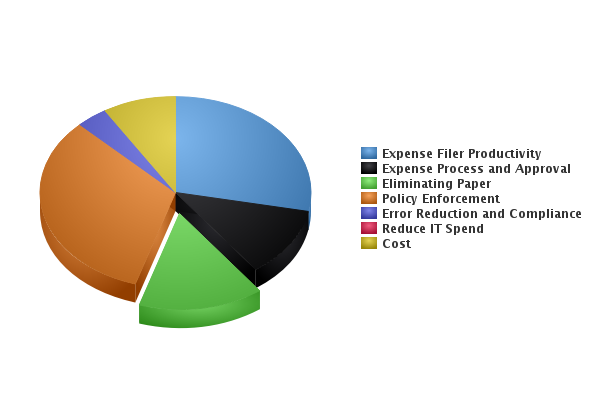 Expense Filer Productivity
Expense Process and Approval
Eliminating Paper
Policy Enforcement
Error Reduction and Compliance
Reduce IT Spend
Cost